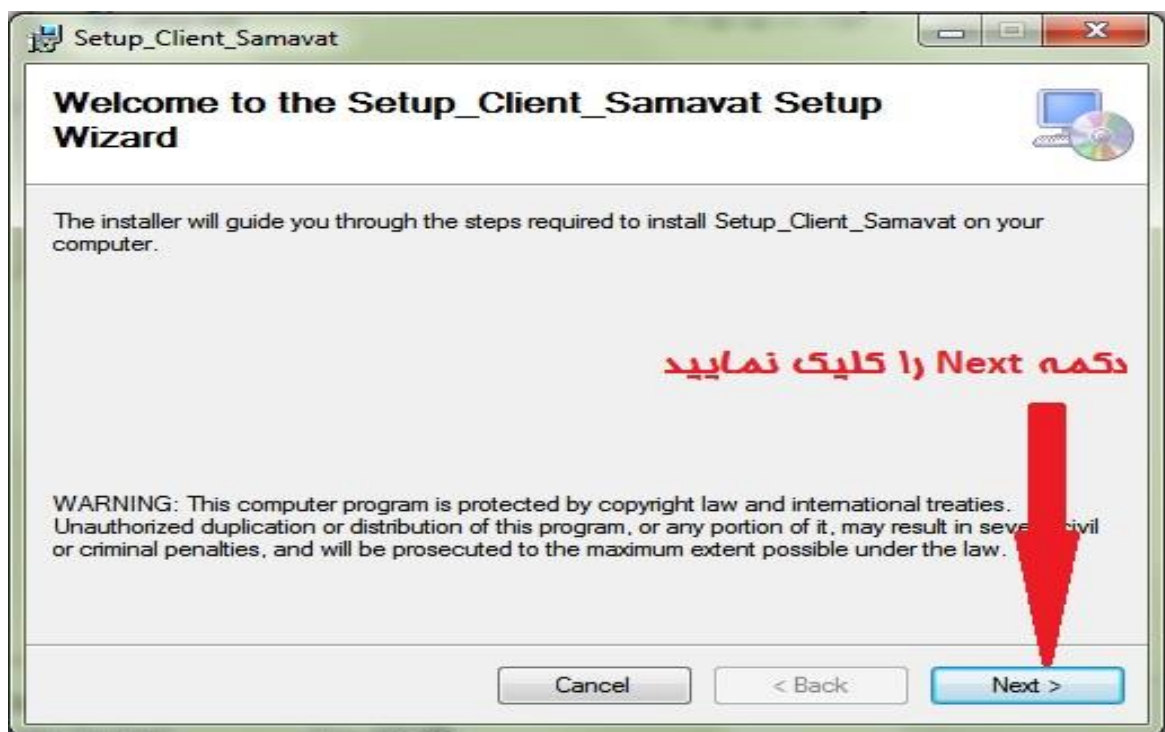 Setup_Client_Samavat
Welcome to the Setup_Client_Samavat Setup
Wizard
The installer will guide you through the steps required to install Setup_Client_Samavat on your
computer.
دکمه Next را کلیک نمایید
WARNING: This computer program is protected by copyright law and international treaties.
Unauthorized duplication or distribution of this program, or any portion of it, may result in civil
or criminal penalties, and will be prosecuted to the maximum extent possible under the law.
Cancel
< Back
Next >